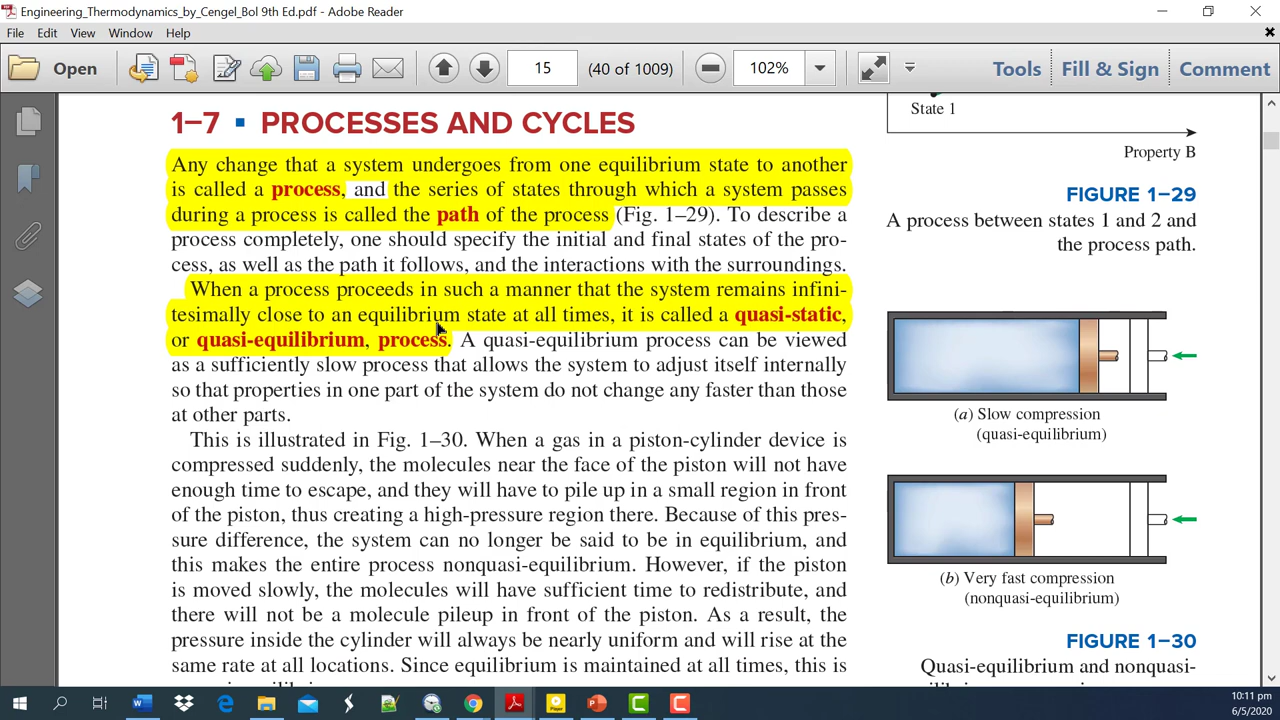 Engineering_Thermodynamics_by_Cengel_Bol 9th Ed.pdf - Adobe Reader
File Edit View Window Help
Open 15 (40 of 1009) 102% Tools Fill & Sign Comment
1–7 ▪ PROCESSES AND CYCLES
Any change that a system undergoes from one equilibrium state to another
is called a process, and the series of states through which a system passes
during a process is called the path of the process (Fig. 1–29). To describe a
process completely, one should specify the initial and final states of the pro-
cess, as well as the path it follows, and the interactions with the surroundings.
When a process proceeds in such a manner that the system remains infini-
tesimally close to an equilibrium state at all times, it is called a quasi-static,
or quasi-equilibrium, process. A quasi-equilibrium process can be viewed
as a sufficiently slow process that allows the system to adjust itself internally
so that properties in one part of the system do not change any faster than those
at other parts.
This is illustrated in Fig. 1–30. When a gas in a piston-cylinder device is
compressed suddenly, the molecules near the face of the piston will not have
enough time to escape, and they will have to pile up in a small region in front
of the piston, thus creating a high-pressure region there. Because of this pres-
sure difference, the system can no longer be said to be in equilibrium, and
this makes the entire process nonquasi-equilibrium. However, if the piston
is moved slowly, the molecules will have sufficient time to redistribute, and
there will not be a molecule pileup in front of the piston. As a result, the
pressure inside the cylinder will always be nearly uniform and will rise at the
same rate at all locations. Since equilibrium is maintained at all times, this is
State 1
Property B
FIGURE 1–29
A process between states 1 and 2 and
the process path.
(a) Slow compression
(quasi-equilibrium)
(b) Very fast compression
(nonquasi-equilibrium)
FIGURE 1–30
Quasi-equilibrium and nonquasi-
10:11 pm
6/5/2020